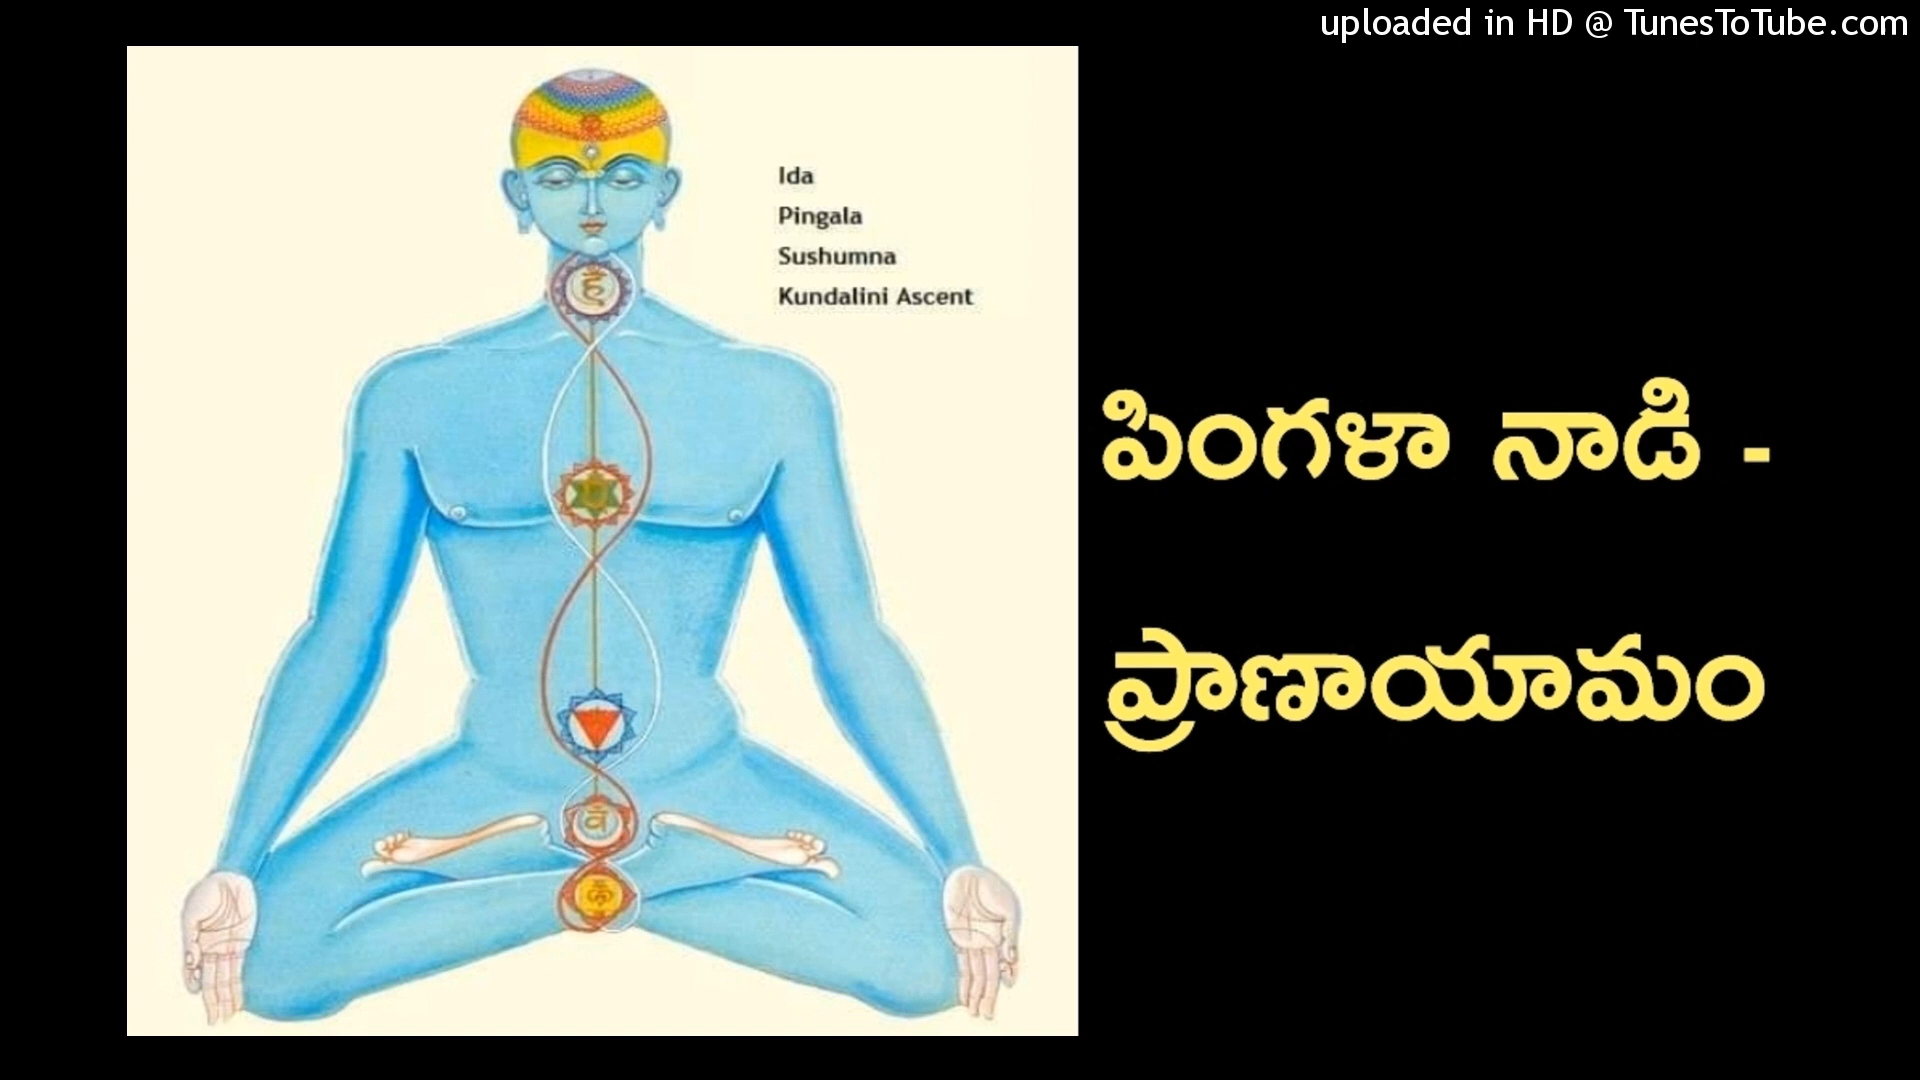 uploaded in HD @ TunesToTube.com
Ida
Pingala
Sushumna
Kundalini Ascent
పింగళా నాడి -
ప్రాణాయామం
हं
वं